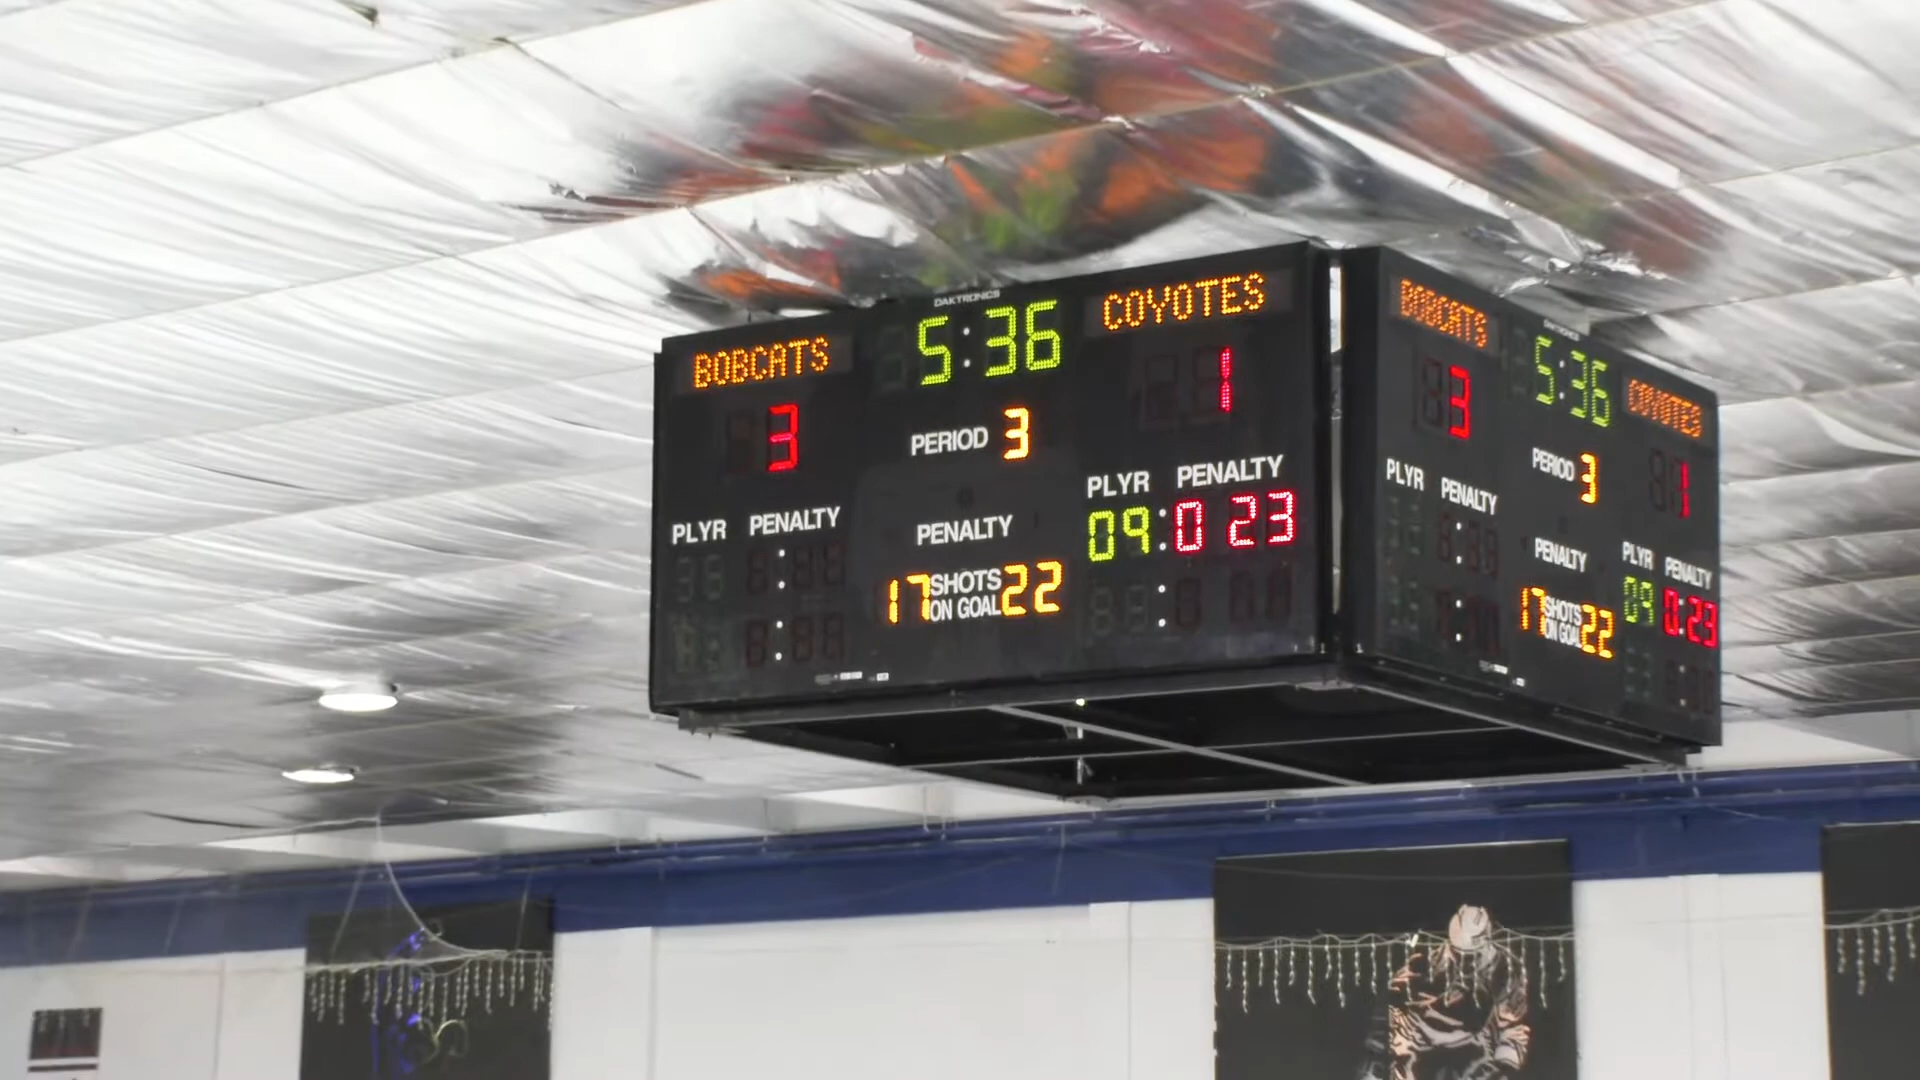 DAKTRONICS
BOBCATS 5:36 COYOTES
3 PERIOD 3 1
PLYR PENALTY PENALTY PLYR PENALTY
09:0 23
17 SHOTS ON GOAL 22
BOBCATS 5:36 COYOTES
3 PERIOD 3 1
PLYR PENALTY PENALTY PLYR PENALTY
09 0:23
17 SHOTS ON GOAL 22